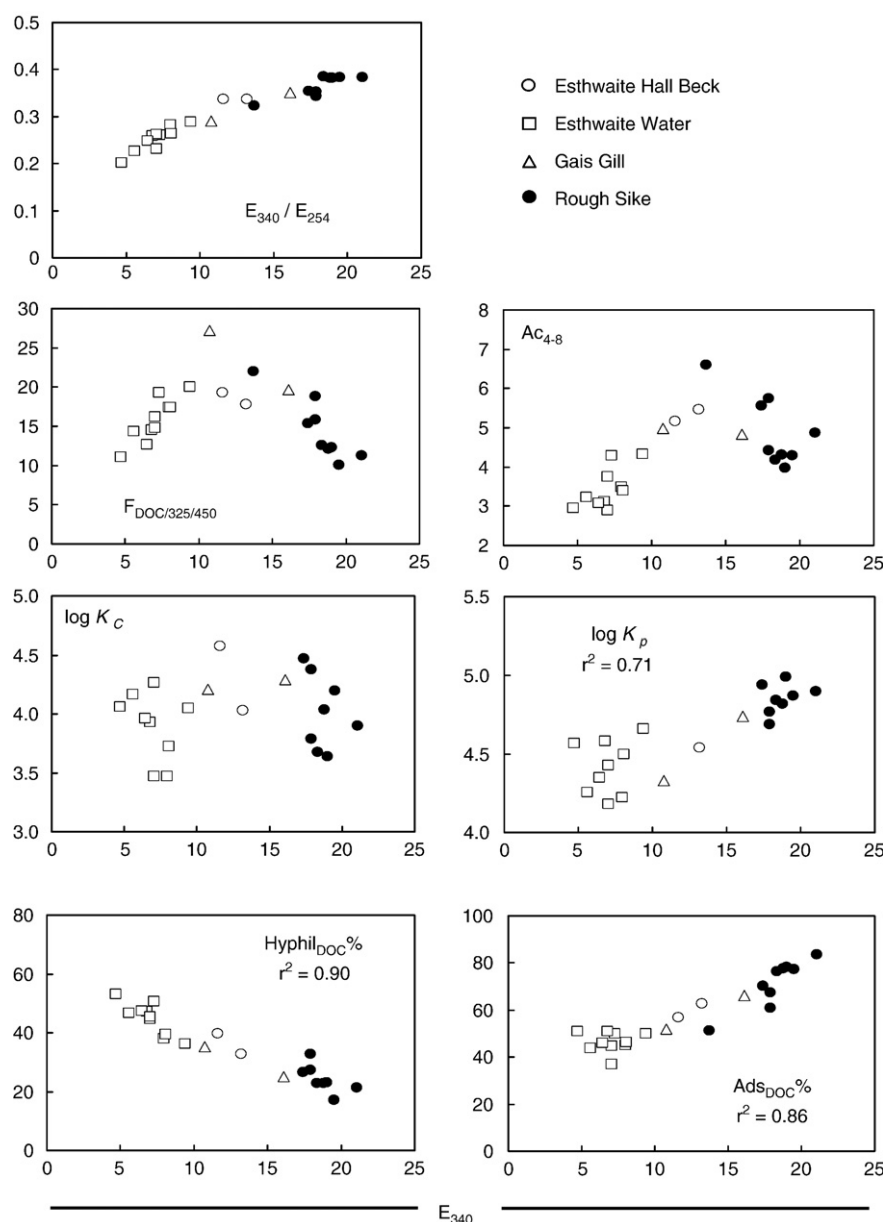 0.5
0.4
0.3
0.2
0.1
0
0 5 10 15 20 25
E340 / E254
Esthwaite Hall Beck
Esthwaite Water
Gais Gill
Rough Sike
30
25
20
15
10
5
0
0 5 10 15 20 25
FDOC/325/450
8
7
6
5
4
3
2
0 5 10 15 20 25
Ac4-8
5.0
4.5
4.0
3.5
3.0
0 5 10 15 20 25
log KC
5.5
5.0
4.5
4.0
0 5 10 15 20 25
log Kp
r² = 0.71
80
60
40
20
0
0 5 10 15 20 25
HyphilDOC%
r² = 0.90
100
80
60
40
20
0
0 5 10 15 20 25
AdsDOC%
r² = 0.86
E340